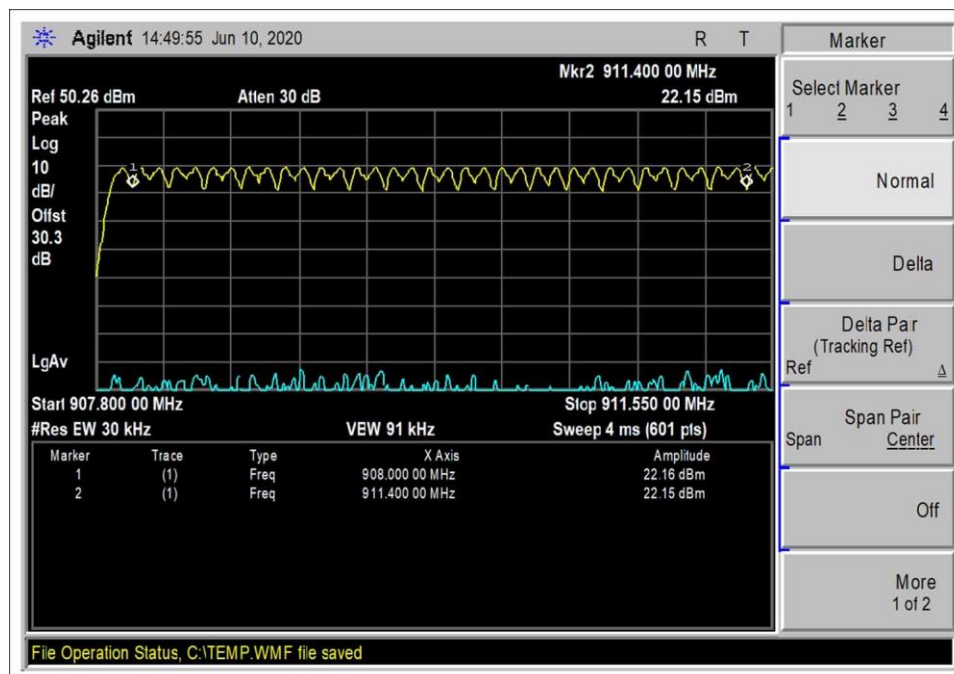 Agilent 14:49:55 Jun 10, 2020 R T
Mkr2 911.400 00 MHz
Ref 50.26 dBm Atten 30 dB 22.15 dBm
Peak
Log
10
dB/
Offst
30.3
dB
1
2
LgAv
Start 907.800 00 MHz Stop 911.550 00 MHz
#Res BW 30 kHz VBW 91 kHz Sweep 4 ms (601 pts)
Marker Trace Type X Axis Amplitude
1 (1) Freq 908.000 00 MHz 22.16 dBm
2 (1) Freq 911.400 00 MHz 22.15 dBm
File Operation Status, C:\TEMP.WMF file saved
Marker
Select Marker
1 2 3 4
Normal
Delta
Delta Pair
(Tracking Ref)
Ref Δ
Span Pair
Span Center
Off
More
1 of 2